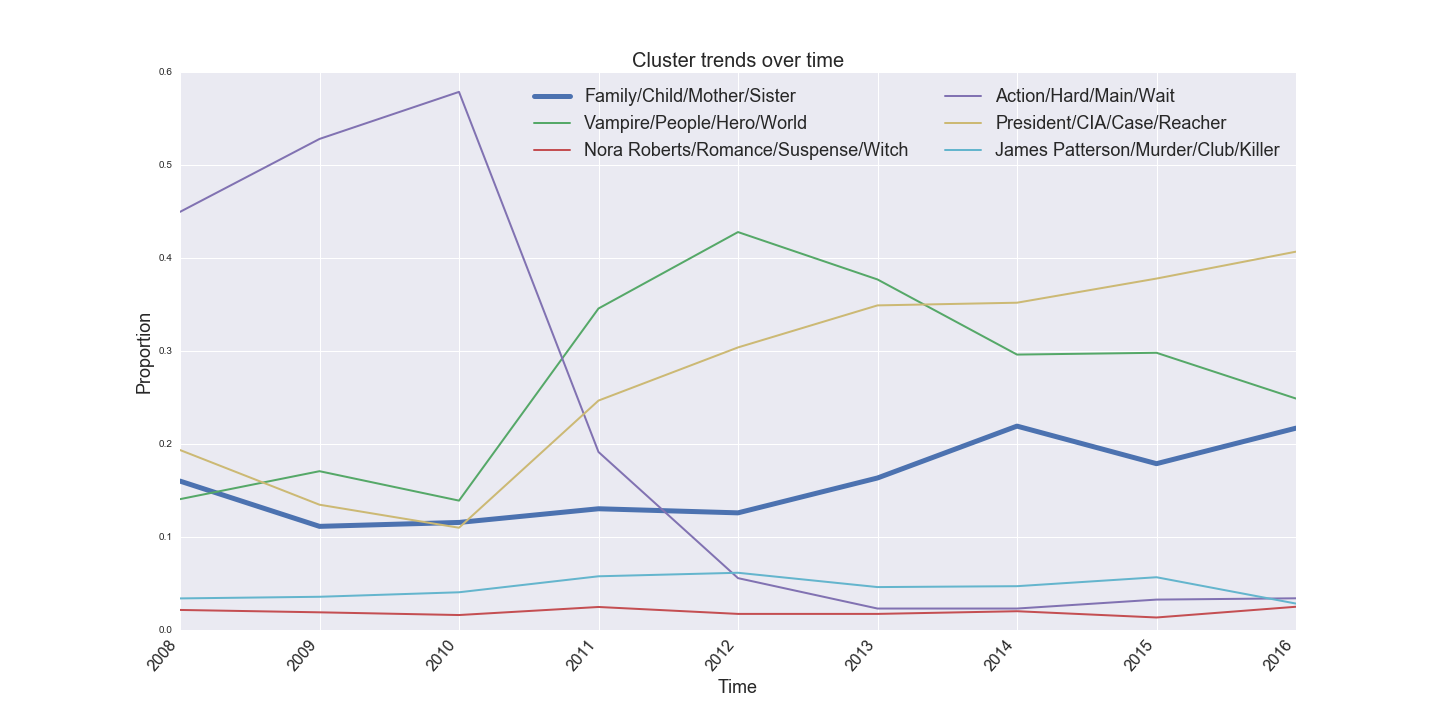 Cluster trends over time
Family/Child/Mother/Sister
Vampire/People/Hero/World
Nora Roberts/Romance/Suspense/Witch
Action/Hard/Main/Wait
President/CIA/Case/Reacher
James Patterson/Murder/Club/Killer
Proportion
0.6
0.5
0.4
0.3
0.2
0.1
0.0
2008
2009
2010
2011
2012
2013
2014
2015
2016
Time